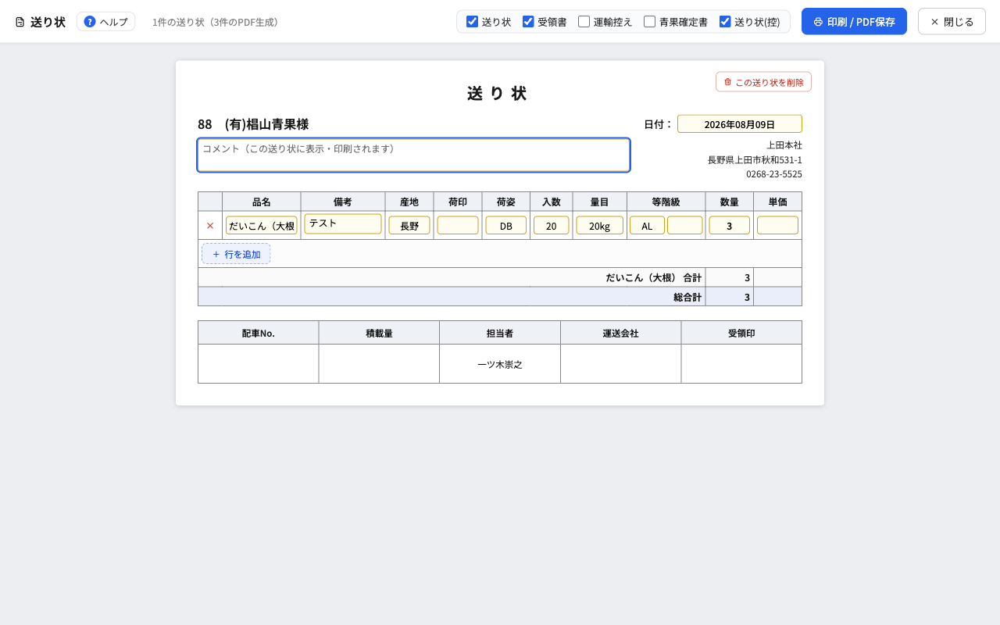 送り状
? ヘルプ
1件の送り状（3件のPDF生成）
送り状 受領書 運輸控え 青果確定書 送り状(控)
印刷 / PDF保存
× 閉じる
この送り状を削除
送り状
88 (有)椙山青果様
日付： 2026年08月09日
コメント（この送り状に表示・印刷されます）
上田本社
長野県上田市秋和531-1
0268-23-5525
品名 備考 産地 荷印 荷姿 入数 量目 等階級 数量 単価
× だいこん（大根 テスト 長野 DB 20 20kg AL 3
＋ 行を追加
だいこん（大根） 合計 3
総合計 3
配車No. 積載量 担当者 運送会社 受領印
一ツ木崇之